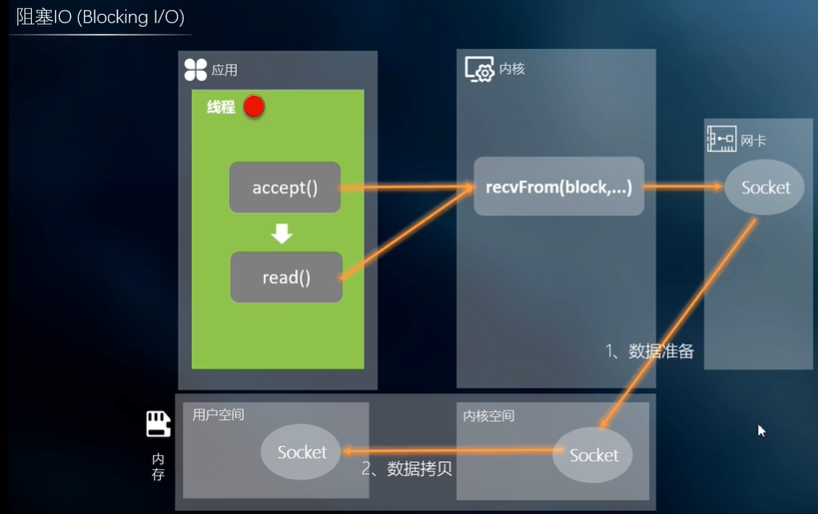 阻塞IO (Blocking I/O)
应用
内核
线程
网卡
accept()
recvFrom(block,...)
Socket
read()
1、数据准备
用户空间
内核空间
Socket
Socket
2、数据拷贝
内存